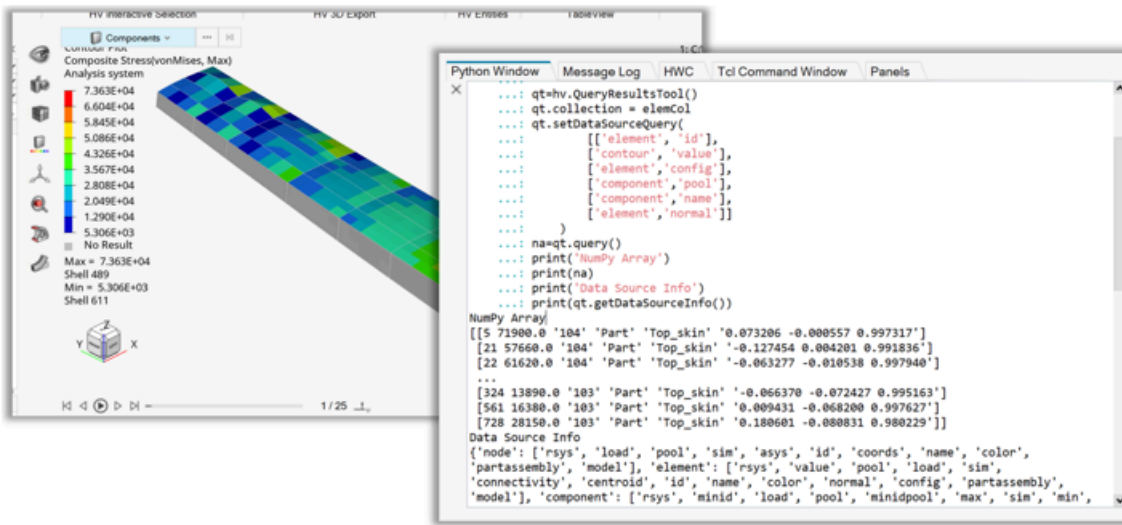 HV Interactive Selection
HV 3D Export
HV Entities
TableView
Components
Contour Plot
Composite Stress(vonMises, Max)
Analysis system
7.363E+04
6.604E+04
5.845E+04
5.086E+04
4.326E+04
3.567E+04
2.808E+04
2.049E+04
1.290E+04
5.306E+03
No Result
Max = 7.363E+04
Shell 489
Min = 5.306E+03
Shell 611
Z
Y
X
1 / 25
Python Window
Message Log
HWC
Tcl Command Window
Panels
...: qt=hv.QueryResultsTool()
...: qt.collection = elemCol
...: qt.setDataSourceQuery(
...: [['element', 'id'],
...: ['contour', 'value'],
...: ['element','config'],
...: ['component','pool'],
...: ['component','name'],
...: ['element','normal']]
...: )
...: na=qt.query()
...: print('NumPy Array')
...: print(na)
...: print('Data Source Info')
...: print(qt.getDataSourceInfo())
NumPy Array
[[5 71900.0 '104' 'Part' 'Top_skin' '0.073206 -0.000557 0.997317']
[21 57660.0 '104' 'Part' 'Top_skin' '-0.127454 0.004201 0.991836']
[22 61620.0 '104' 'Part' 'Top_skin' '-0.063277 -0.010538 0.997940']
...
[324 13890.0 '103' 'Part' 'Top_skin' '-0.066370 -0.072427 0.995163']
[561 16380.0 '103' 'Part' 'Top_skin' '0.009431 -0.068200 0.997627']
[728 28150.0 '103' 'Part' 'Top_skin' '0.180601 -0.080831 0.980229']]
Data Source Info
{'node': ['rsys', 'load', 'pool', 'sim', 'asys', 'id', 'coords', 'name', 'color',
'partassembly', 'model'], 'element': ['rsys', 'value', 'pool', 'load', 'sim',
'connectivity', 'centroid', 'id', 'name', 'color', 'normal', 'config', 'partassembly',
'model'], 'component': ['rsys', 'minid', 'load', 'pool', 'minidpool', 'max', 'sim', 'min',